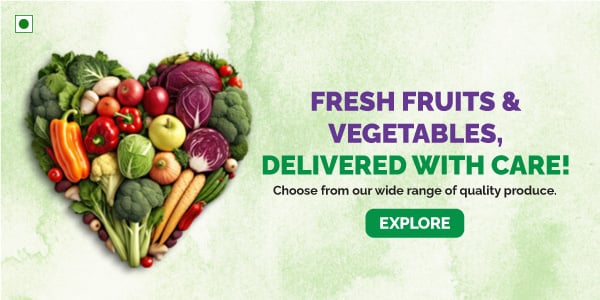 FRESH FRUITS &
VEGETABLES,
DELIVERED WITH CARE!
Choose from our wide range of quality produce.
EXPLORE